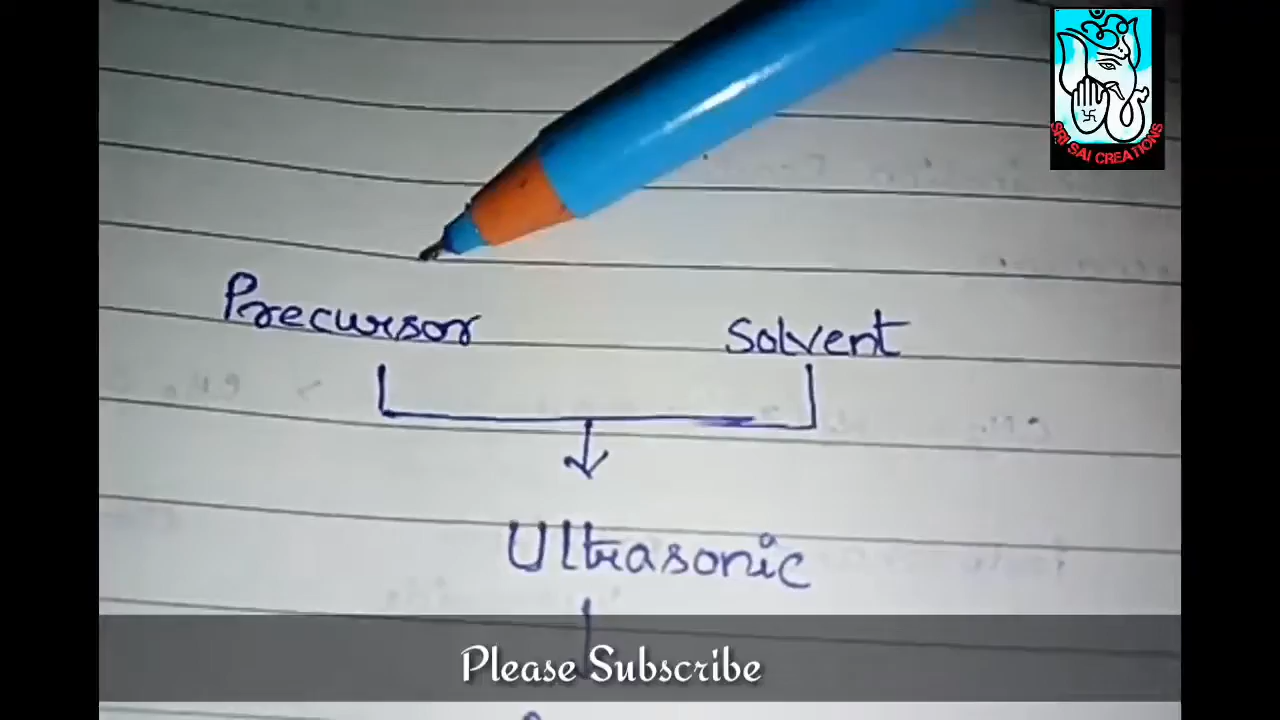 SRI SAI CREATIONS
Precursor Solvent
Ultrasonic
Please Subscribe